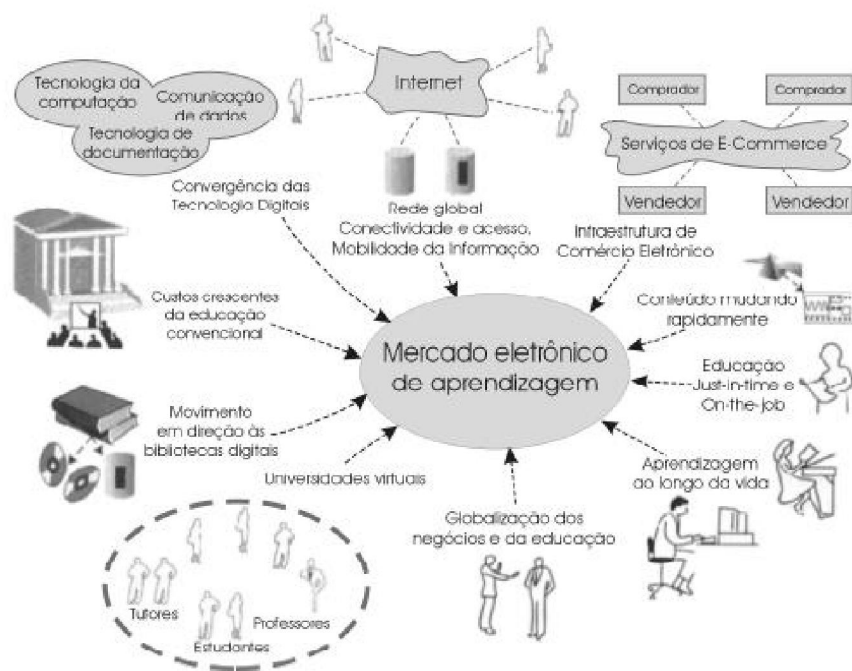 Tecnologia da
computação
Comunicação
de dados
Tecnologia de
documentação
Internet
Comprador
Comprador
Serviços de E-Commerce
Vendedor
Vendedor
Convergência das
Tecnologia Digitais
Rede global
Conectividade e acesso,
Mobilidade da Informação
Infraestrutura de
Comércio Eletrônico
Custos crescentes
da educação
convencional
Conteúdo mudando
rapidamente
Mercado eletrônico
de aprendizagem
Educação
Just-in-time e
On-the-job
Movimento
em direção às
bibliotecas digitais
Universidades virtuais
Aprendizagem
ao longo da vida
Globalização dos
negócios e da educação
Tutores
Professores
Estudantes